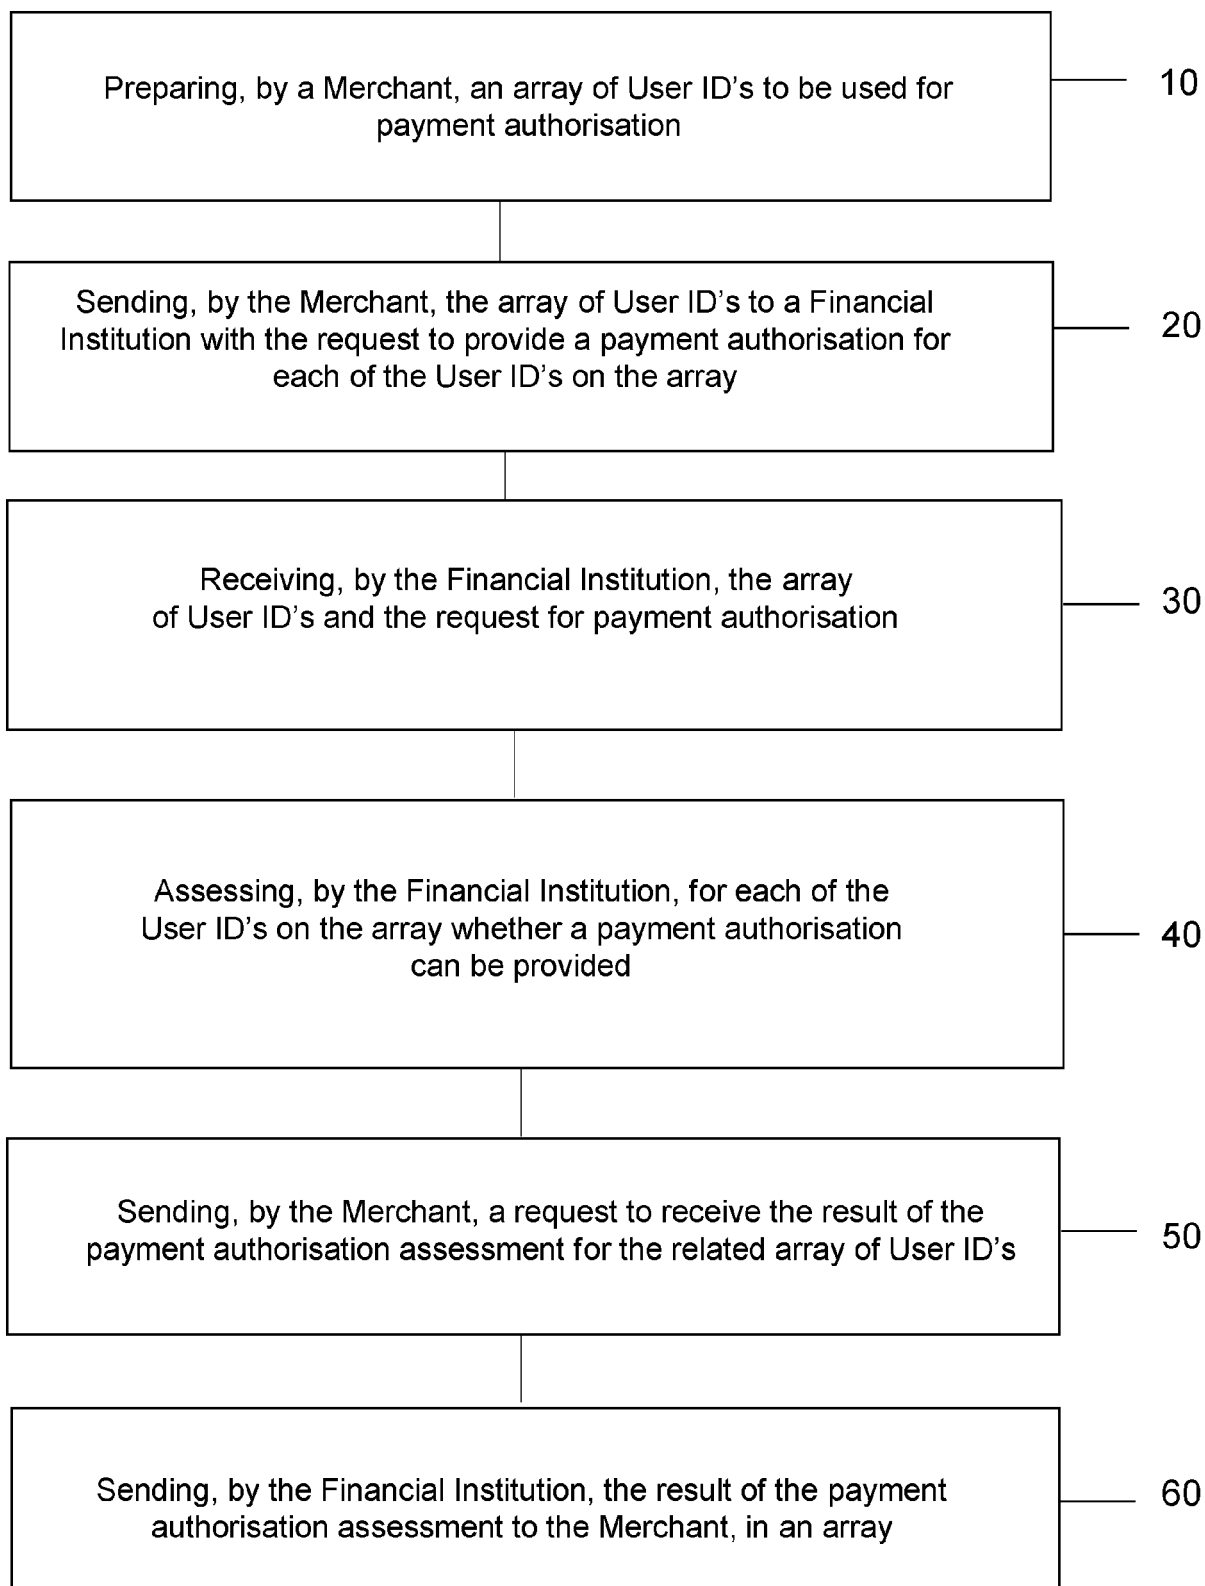 Preparing, by a Merchant, an array of User ID’s to be used for
payment authorisation
10
Sending, by the Merchant, the array of User ID’s to a Financial
Institution with the request to provide a payment authorisation for
each of the User ID’s on the array
20
Receiving, by the Financial Institution, the array
of User ID’s and the request for payment authorisation
30
Assessing, by the Financial Institution, for each of the
User ID’s on the array whether a payment authorisation
can be provided
40
Sending, by the Merchant, a request to receive the result of the
payment authorisation assessment for the related array of User ID’s
50
Sending, by the Financial Institution, the result of the payment
authorisation assessment to the Merchant, in an array
60